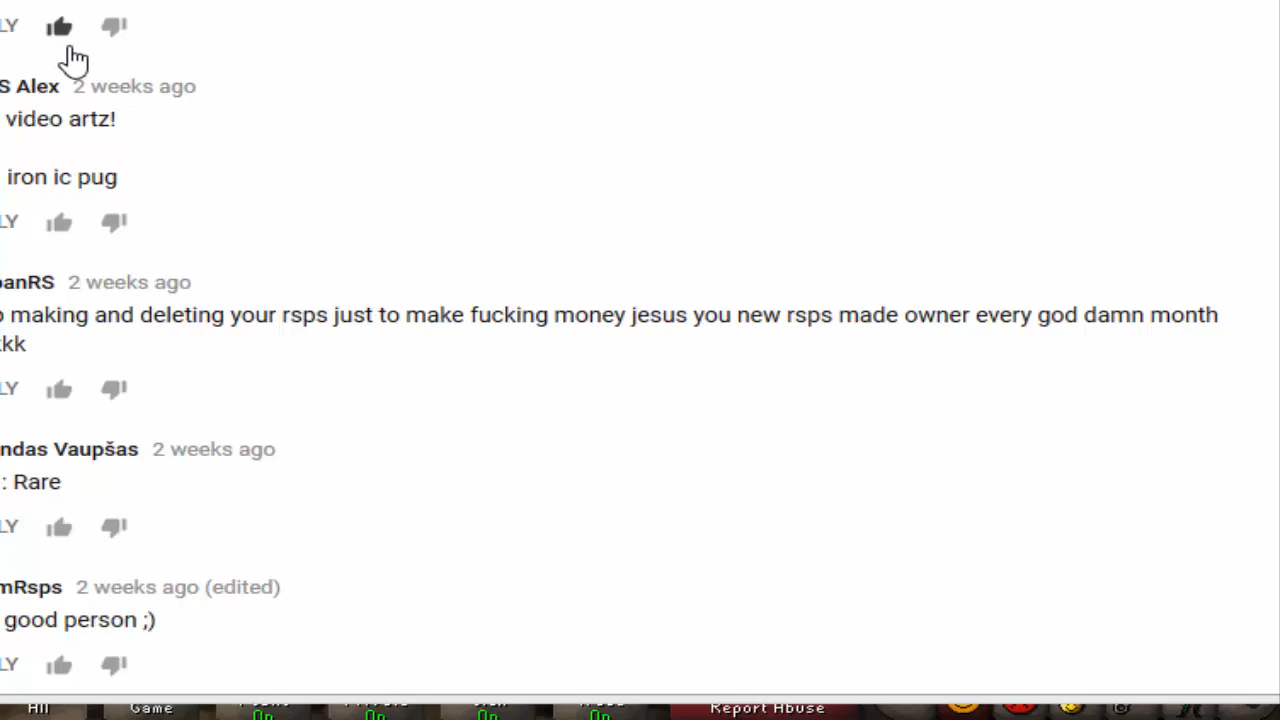 LY
S Alex 2 weeks ago
video artz!
iron ic pug
LY
panRS 2 weeks ago
making and deleting your rsps just to make fucking money jesus you new rsps made owner every god damn month
kk
LY
ndas Vaupšas 2 weeks ago
: Rare
LY
mRsps 2 weeks ago (edited)
good person ;)
LY
All Game Report Abuse